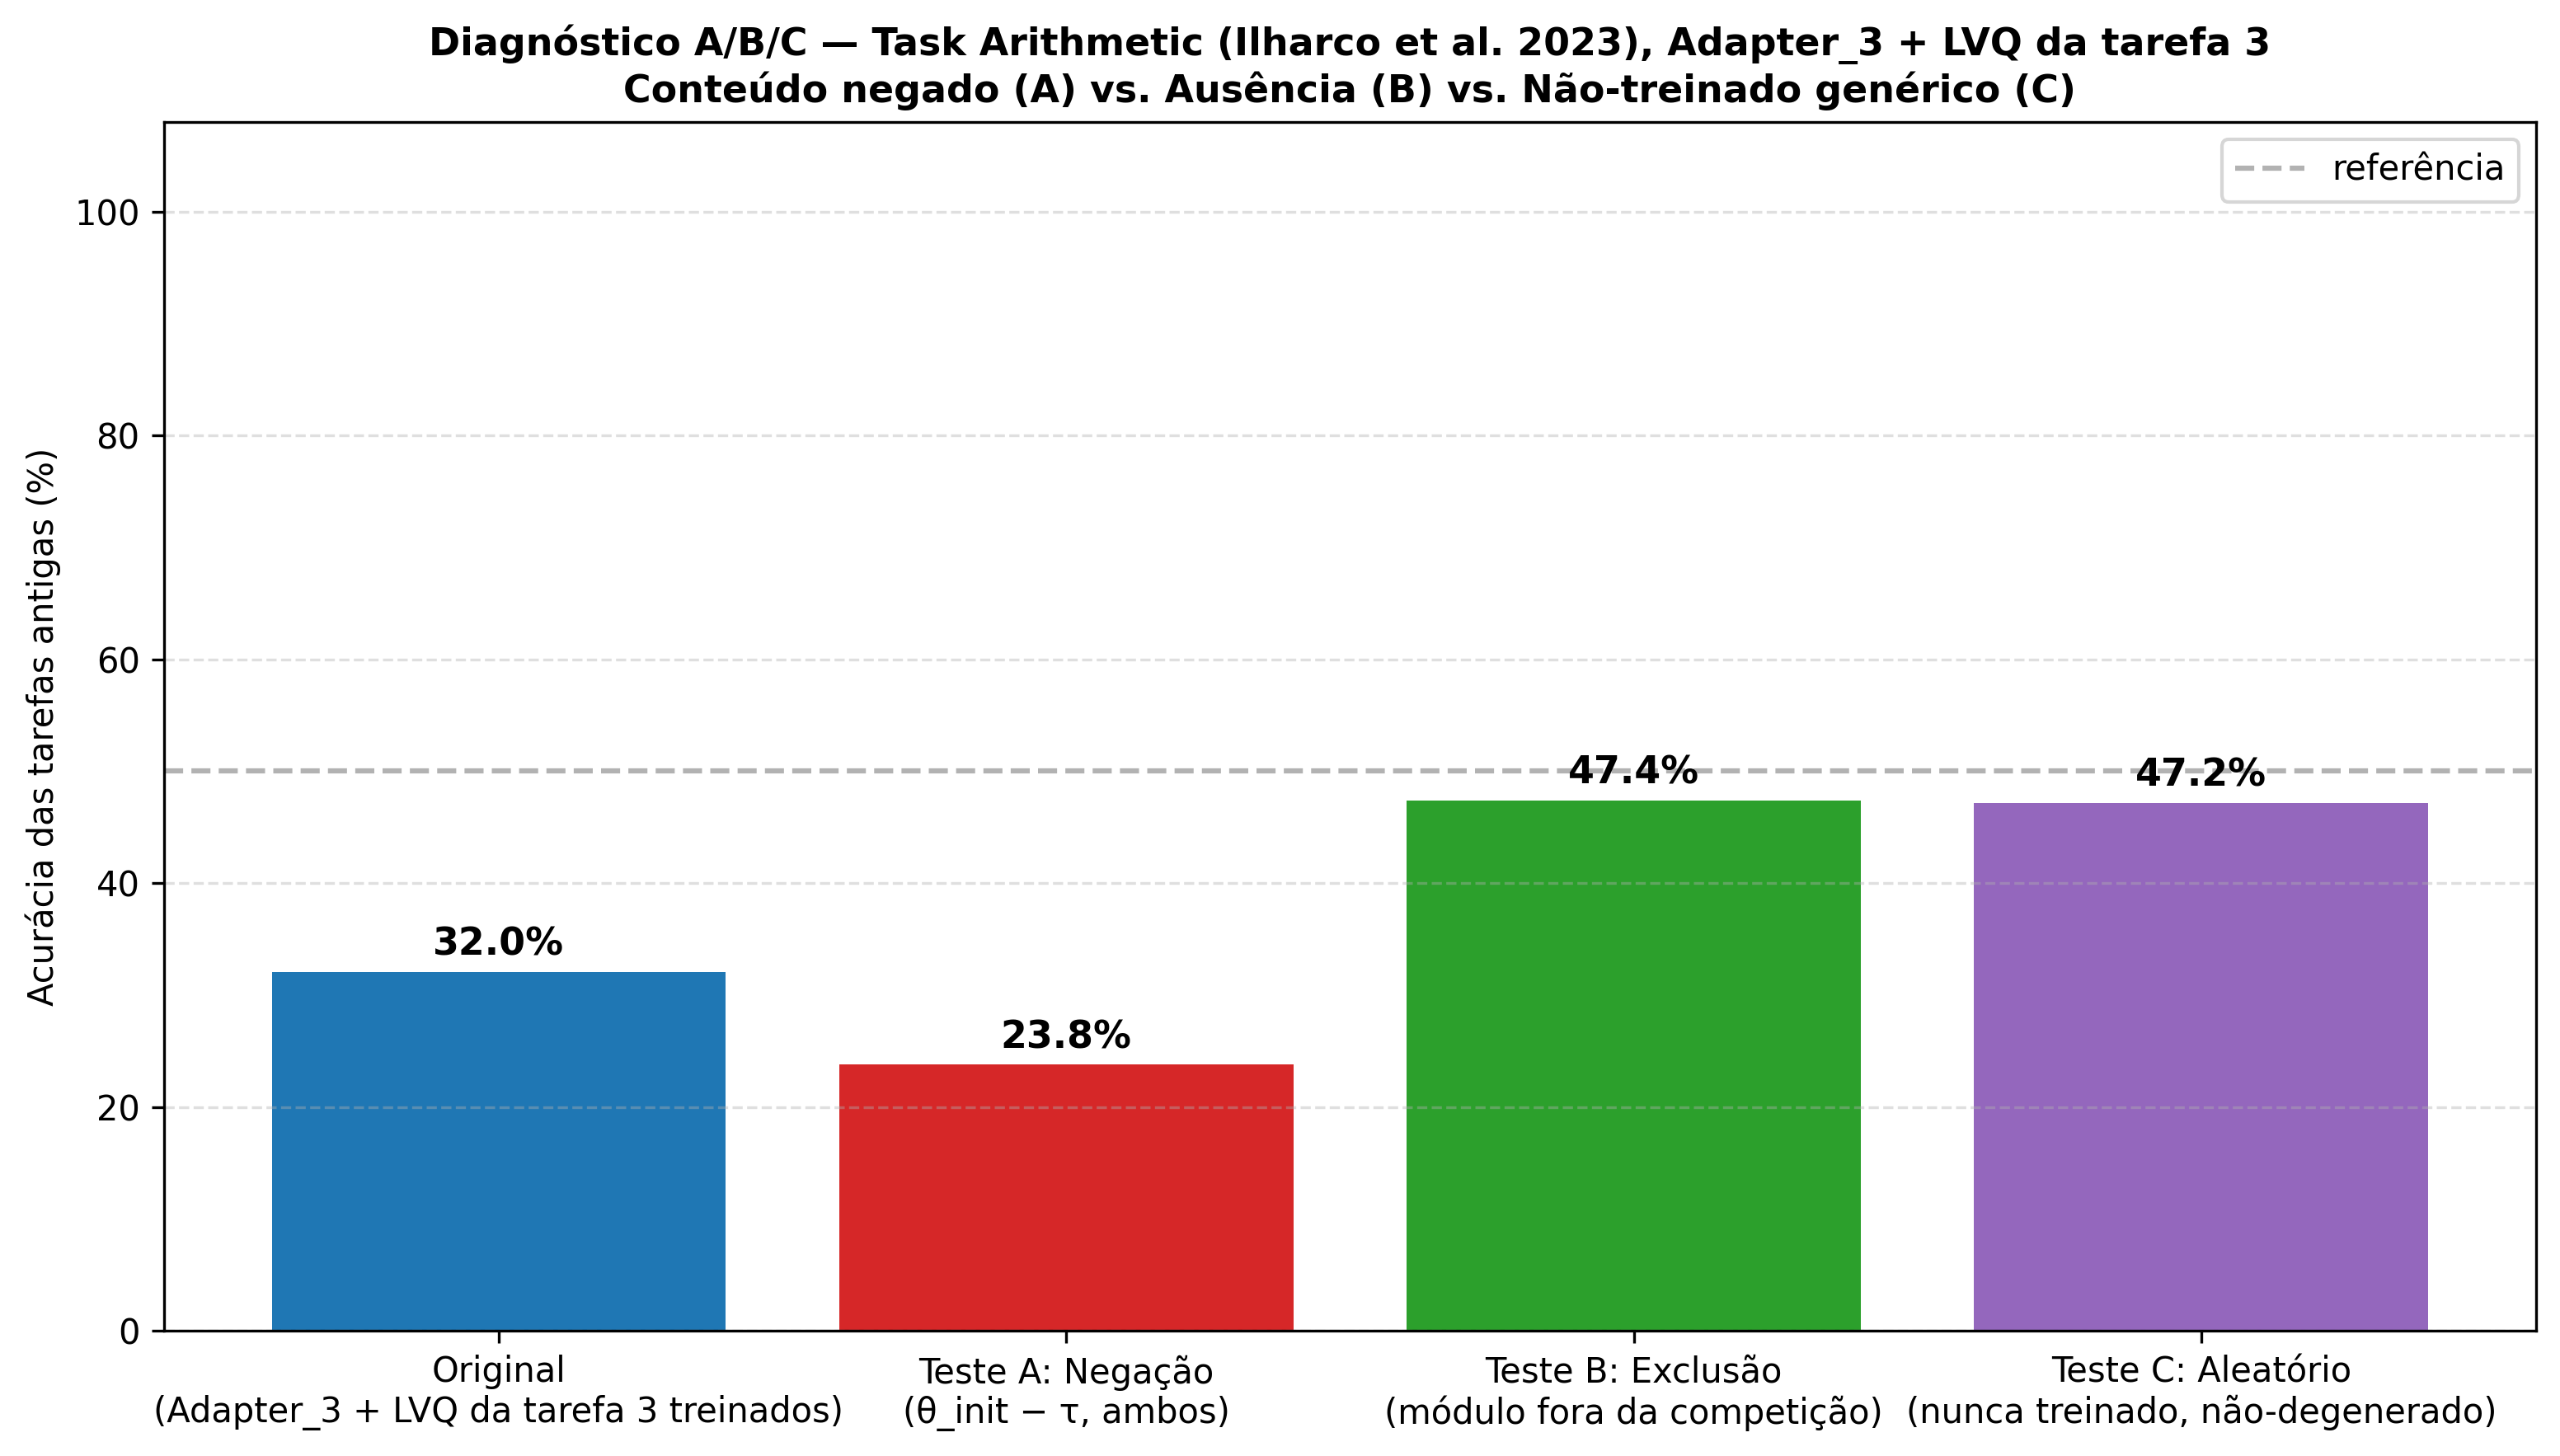 Diagnóstico A/B/C — Task Arithmetic (Ilharco et al. 2023), Adapter_3 + LVQ da tarefa 3
Conteúdo negado (A) vs. Ausência (B) vs. Não-treinado genérico (C)
referência
Acurácia das tarefas antigas (%)
100
80
60
40
20
0
32.0%
23.8%
47.4%
47.2%
Original
(Adapter_3 + LVQ da tarefa 3 treinados)
Teste A: Negação
(θ_init − τ, ambos)
Teste B: Exclusão
(módulo fora da competição)
Teste C: Aleatório
(nunca treinado, não-degenerado)